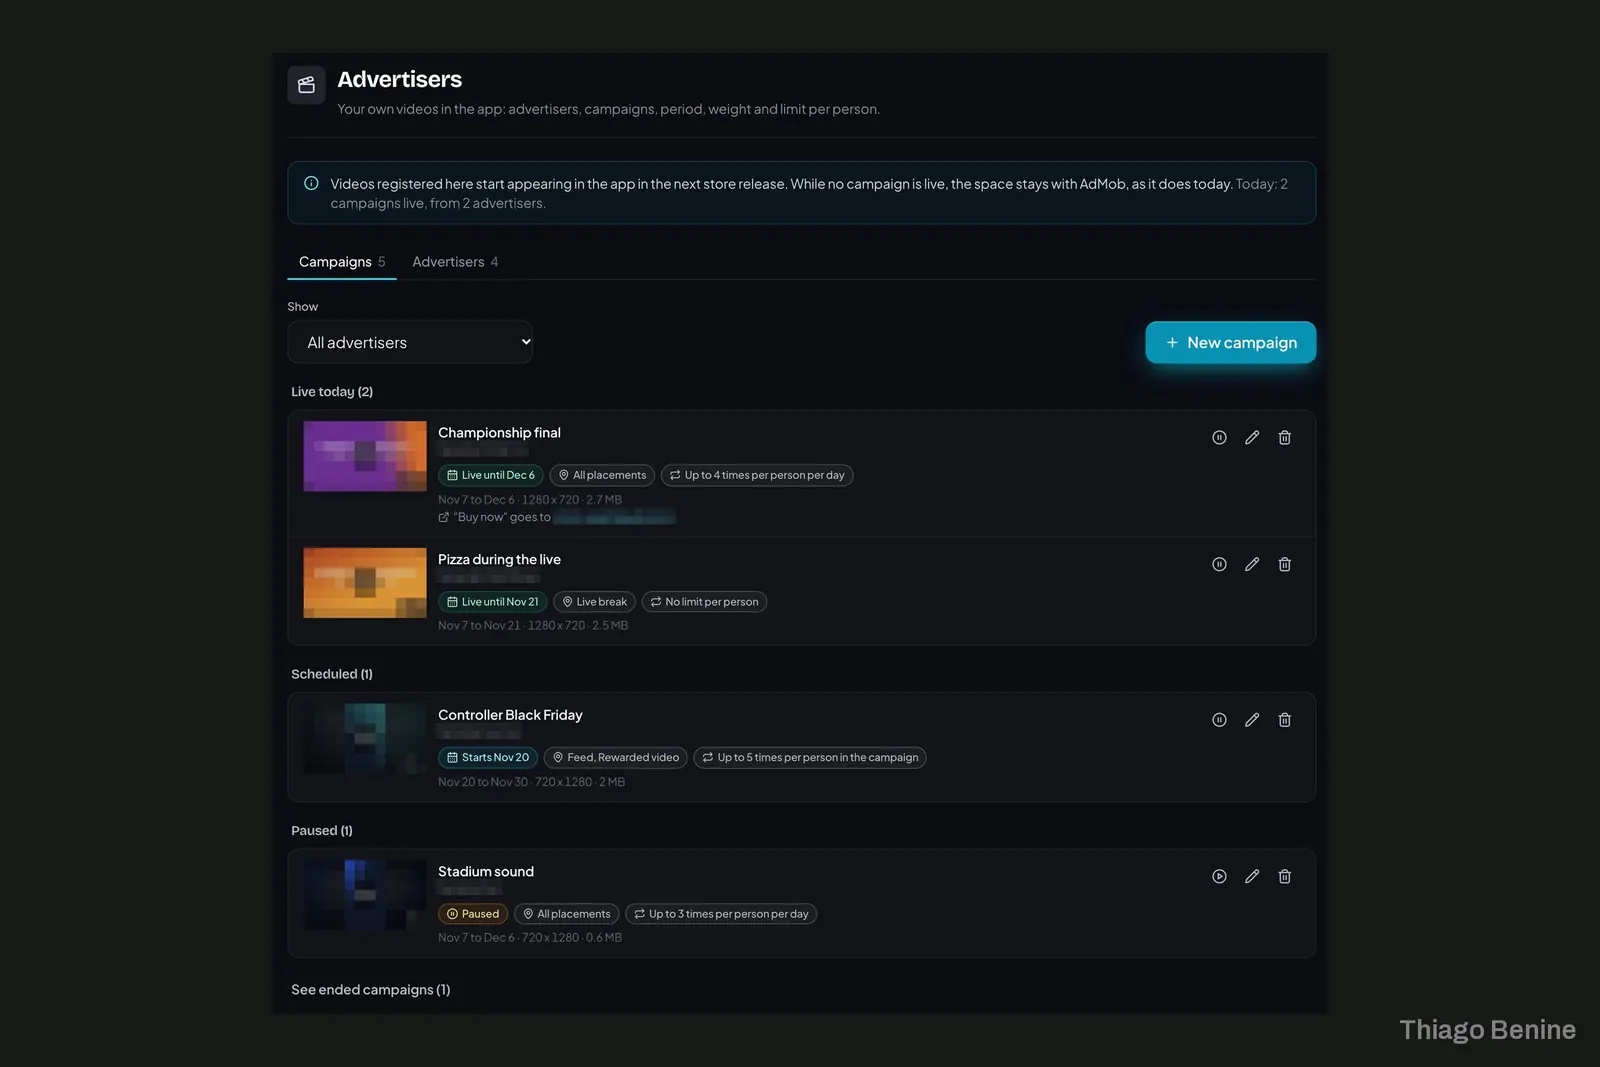 Advertisers
Your own videos in the app: advertisers, campaigns, period, weight and limit per person.
Videos registered here start appearing in the app in the next store release. While no campaign is live, the space stays with AdMob, as it does today. Today: 2
campaigns live, from 2 advertisers.
Campaigns 5 Advertisers 4
Show
All advertisers
+ New campaign
Live today (2)
Championship final
Live until Dec 6 All placements Up to 4 times per person per day
Nov 7 to Dec 6 · 1280 x 720 · 2.7 MB
"Buy now" goes to
Pizza during the live
Live until Nov 21 Live break No limit per person
Nov 7 to Nov 21 · 1280 x 720 · 2.5 MB
Scheduled (1)
Controller Black Friday
Starts Nov 20 Feed, Rewarded video Up to 5 times per person in the campaign
Nov 20 to Nov 30 · 720 x 1280 · 2 MB
Paused (1)
Stadium sound
Paused All placements Up to 3 times per person per day
Nov 7 to Dec 6 · 720 x 1280 · 0.6 MB
See ended campaigns (1)
Thiago Benine